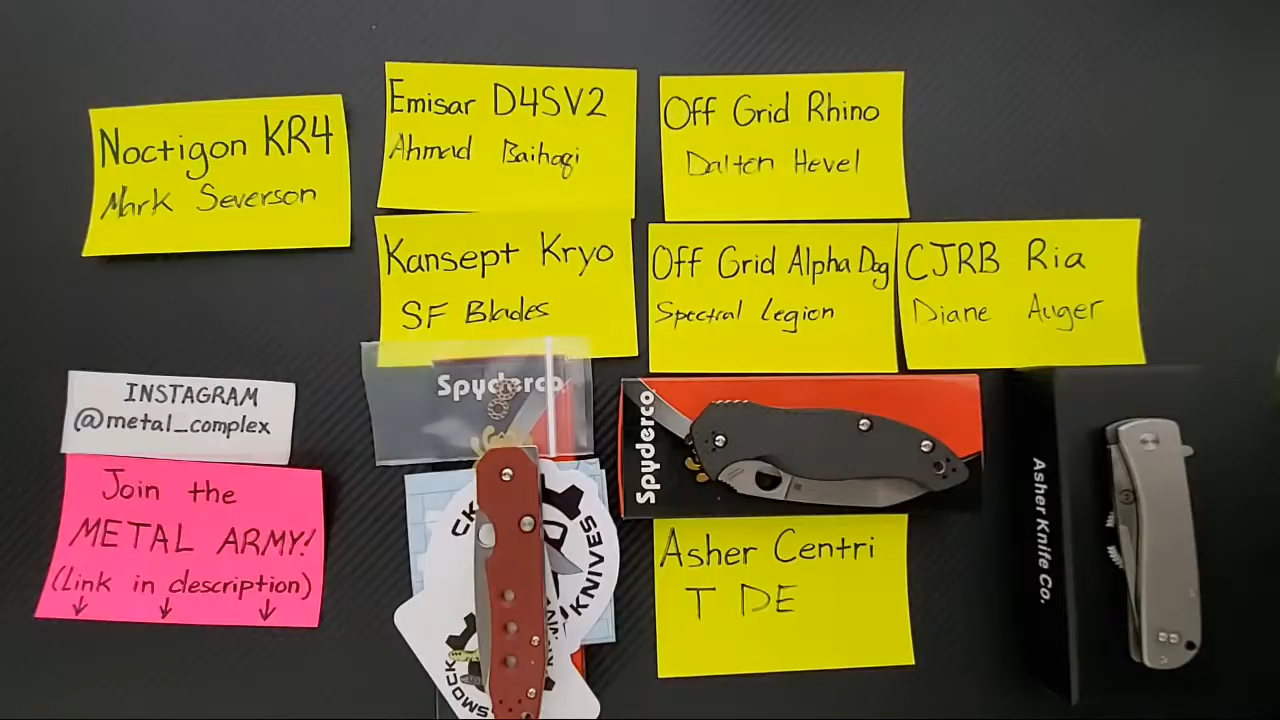 Noctigon KR4
Mark Severson
Emisar D4SV2
Ahmad Baihaqi
Off Grid Rhino
Dalton Hevel
Kansept Kryo
SF Blades
Off Grid Alpha Dog
Spectral Legion
CJRB Ria
Diane Auger
INSTAGRAM
@metal_complex
Join the
METAL ARMY!
(Link in description)
Spyderco
CK
KNIVES
SMOCK
Spyderco
Asher Centri
T DE
Asher Knife Co.